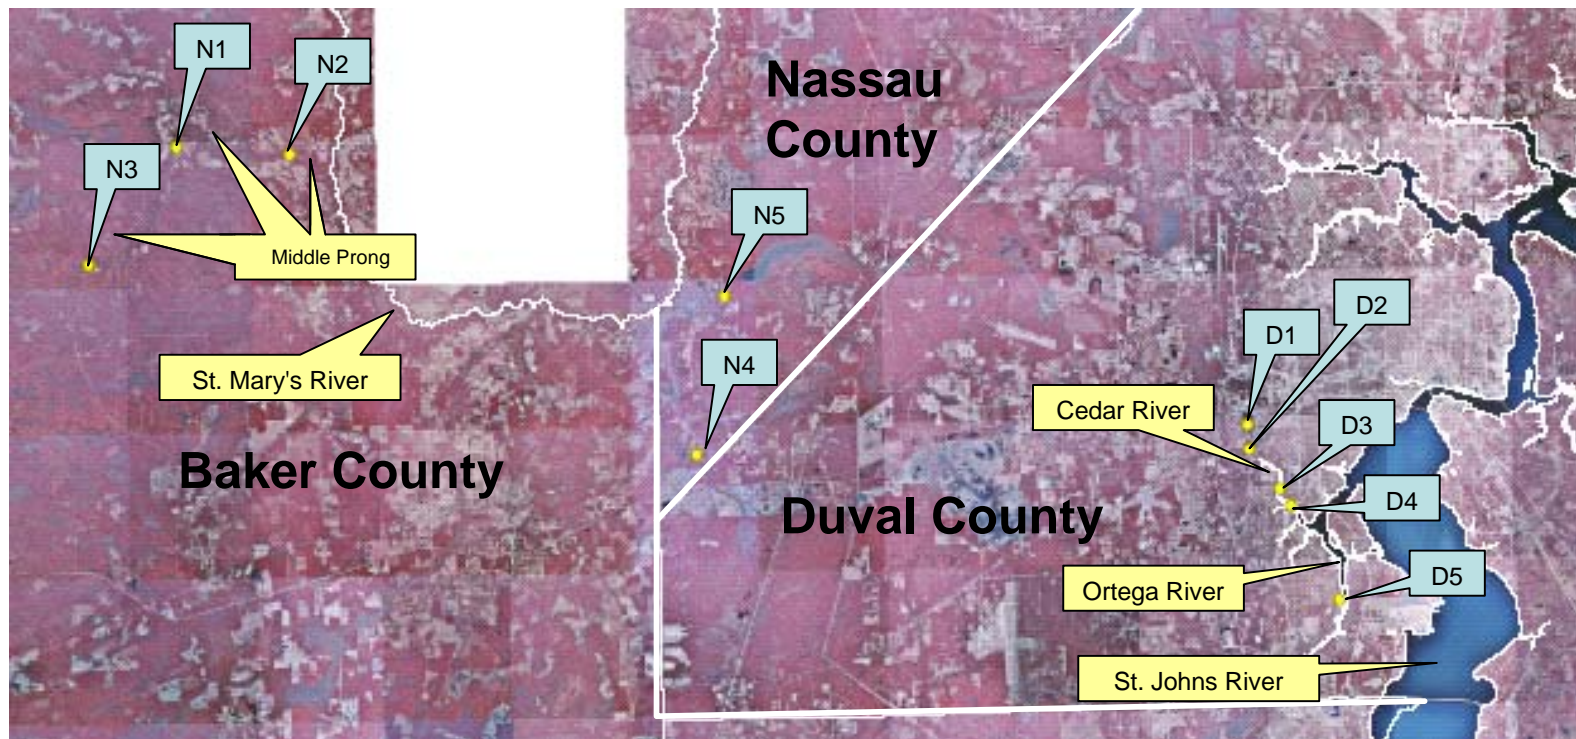 N1
N2
Nassau
County
N3
N5
Middle Prong
D2
D1
St. Mary's River
N4
Cedar River
D3
Baker County
Duval County
D4
Ortega River
D5
St. Johns River